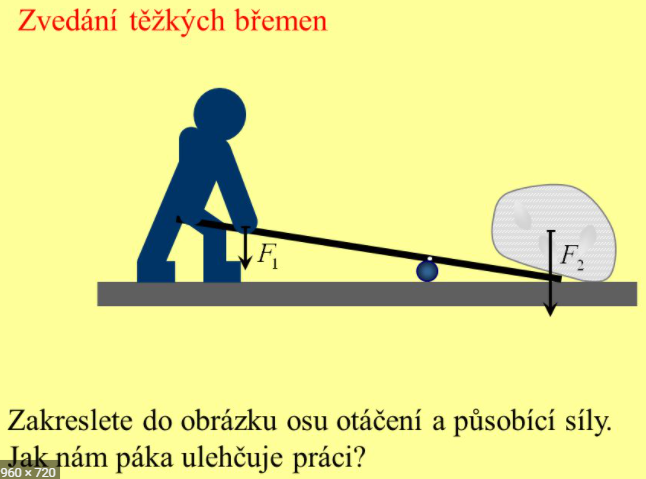 Zvedání těžkých břemen
F1
F2
Zakreslete do obrázku osu otáčení a působící síly.
Jak nám páka ulehčuje práci?
960 × 720